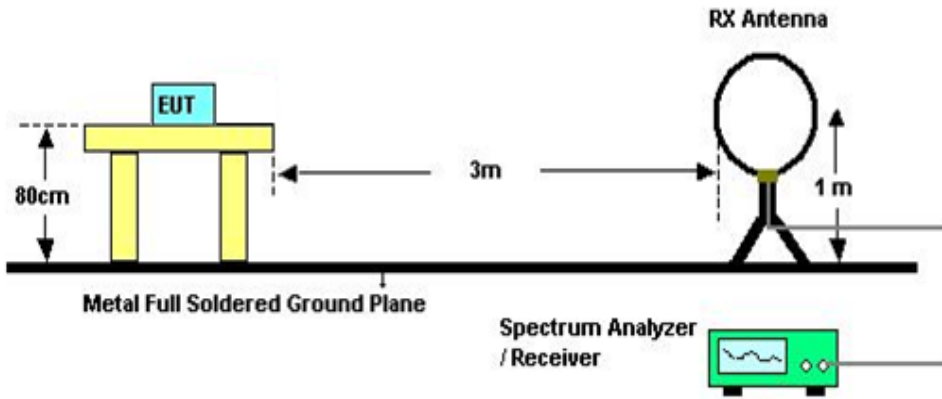 RX Antenna
EUT
3m
80cm
1 m
Metal Full Soldered Ground Plane
Spectrum Analyzer
/ Receiver